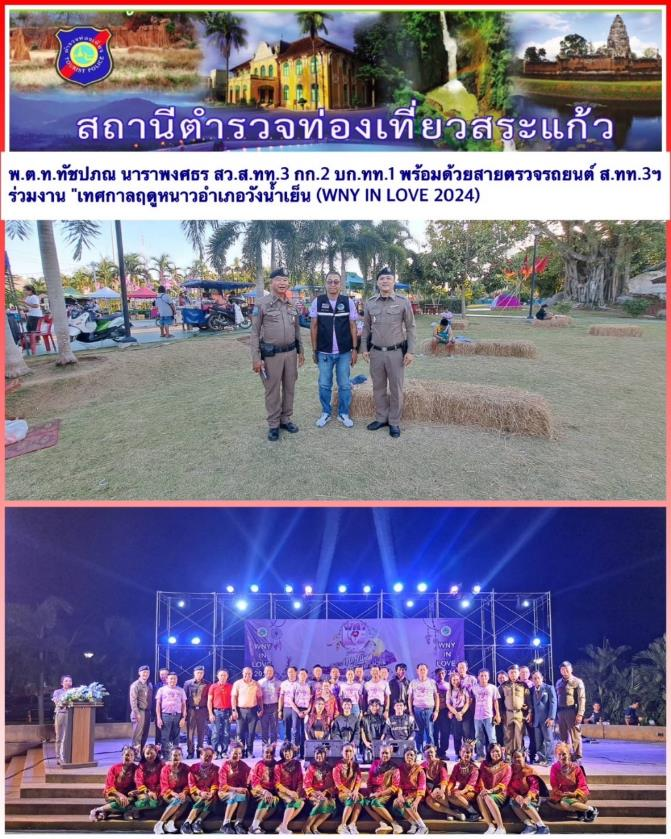 TOURIST POLICE
สถานีตำรวจท่องเที่ยวสระแก้ว
พ.ต.ท.ทัชปภณ นาราพงศธร สว.ส.ทท.3 กก.2 บก.ทท.1 พร้อมด้วยสายตรวจรถยนต์ ส.ทท.3ฯ
ร่วมงาน "เทศกาลฤดูหนาวอำเภอวังน้ำเย็น (WNY IN LOVE 2024)
WNY
WNY
IN
LOVE
WNY
IN
LOVE